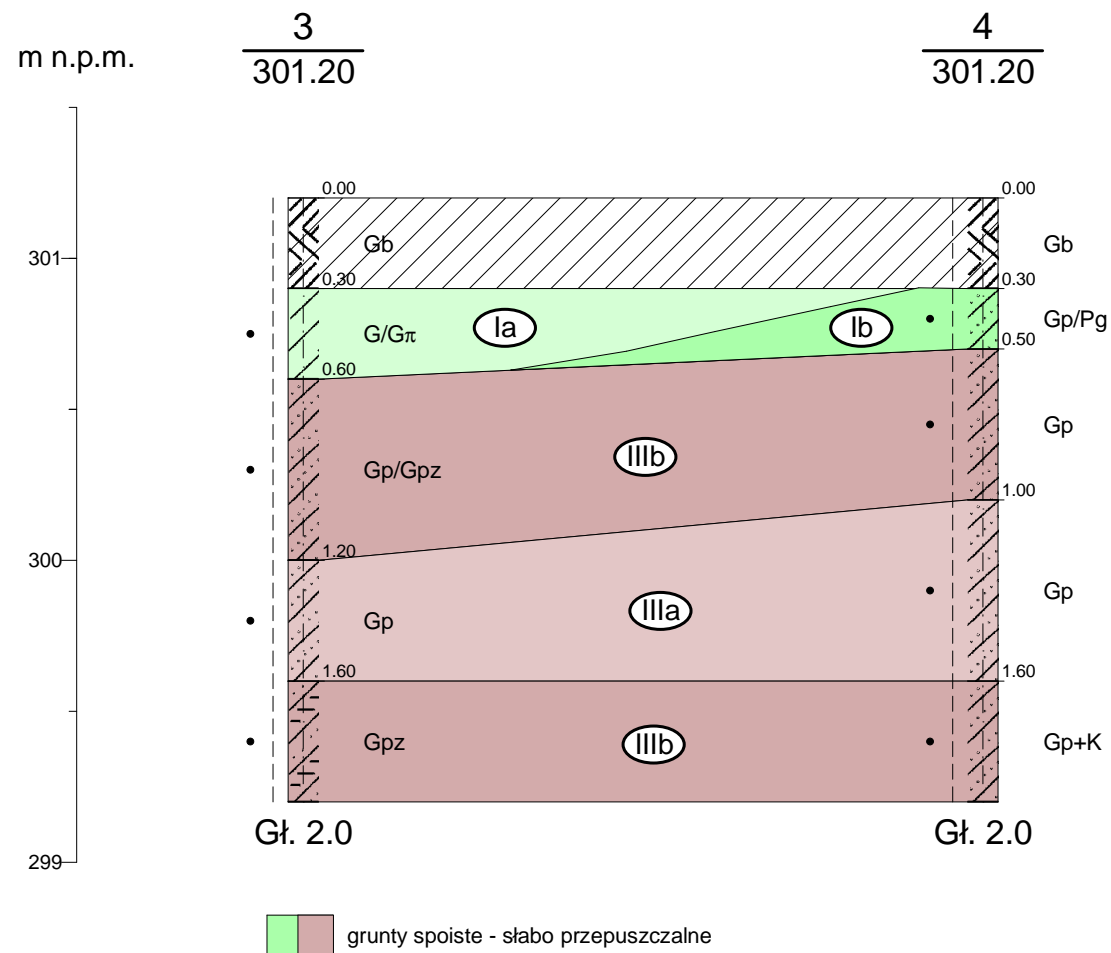 3 4
m n.p.m.
301.20 301.20
0.00 0.00
Gb Gb
301
0.30 0.30
Ia Ib Gp/Pg
G/Gπ
0.50
0.60
Gp
IIIb
Gp/Gpz
1.00
1.20
300
Gp
IIIa
Gp
1.60 1.60
Gpz IIIb Gp+K
Gł. 2.0 Gł. 2.0
299
grunty spoiste - słabo przepuszczalne